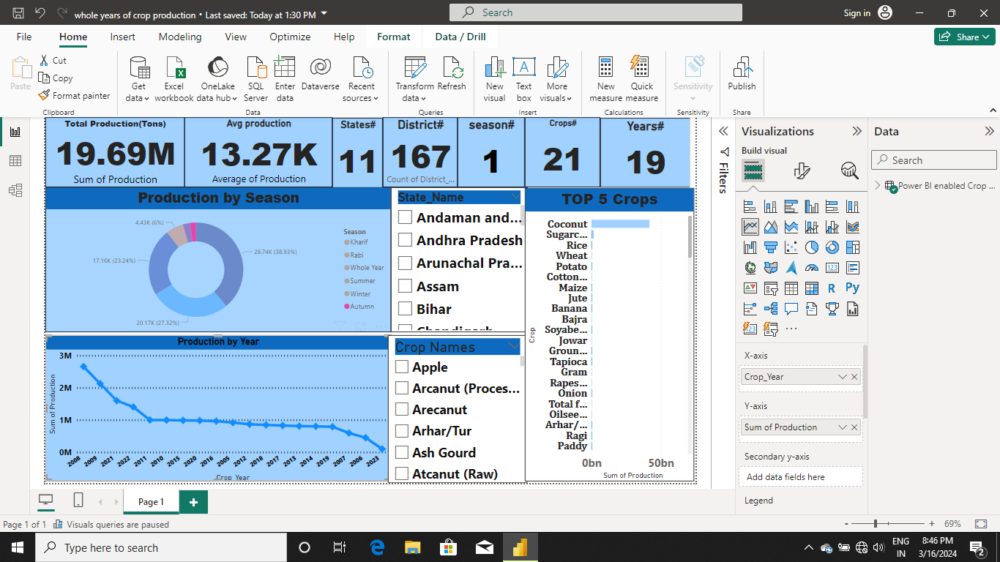 whole years of crop production • Last saved: Today at 1:30 PM
Search
Sign in
File Home Insert Modeling View Optimize Help Format Data / Drill
Share
Paste
Cut
Copy
Format painter
Get data
Excel workbook
OneLake data hub
SQL Server
Enter data
Dataverse
Recent sources
Transform data
Refresh
New visual
Text box
More visuals
New measure
Quick measure
Sensitivity
Publish
Clipboard Data Queries Insert Calculations Sensitivity Share
Total Production(Tons)
19.69M
Sum of Production
Avg production
13.27K
Average of Production
States#
11
District#
167
Count of District_...
season#
1
Crops#
21
Years#
19
Production by Season
4.43K (6%)
17.16K (23.24%)
28.74K (38.93%)
20.17K (27.32%)
Season
Kharif
Rabi
Whole Year
Summer
Winter
Autumn
State_Name
Andaman and...
Andhra Pradesh
Arunachal Pra...
Assam
Bihar
Chandigarh
TOP 5 Crops
Crop
Coconut
Sugarc...
Rice
Wheat
Potato
Cotton...
Maize
Jute
Banana
Bajra
Soyabe...
Jowar
Groun...
Tapioca
Gram
Rapes...
Onion
Total f...
Oilsee...
Arhar/...
Ragi
Paddy
0bn 50bn
Sum of Production
Production by Year
Sum of Production
3M
2M
1M
0M
2008 2009 2021 2022 2011 2010 2015 2020 2016 2005 2012 2018 2017 2013 2014 2019 2007 2006 2023
Crop_Year
Crop Names
Apple
Arcanut (Proces...
Arecanut
Arhar/Tur
Ash Gourd
Atcanut (Raw)
Filters
Visualizations
Build visual
R Py
123
123
X-axis
Crop_Year
Y-axis
Sum of Production
Secondary y-axis
Add data fields here
Legend
Data
Search
Power BI enabled Crop ...
Page 1
Page 1 of 1
Visuals queries are paused
69%
Type here to search
ENG
IN
8:46 PM
3/16/2024
2